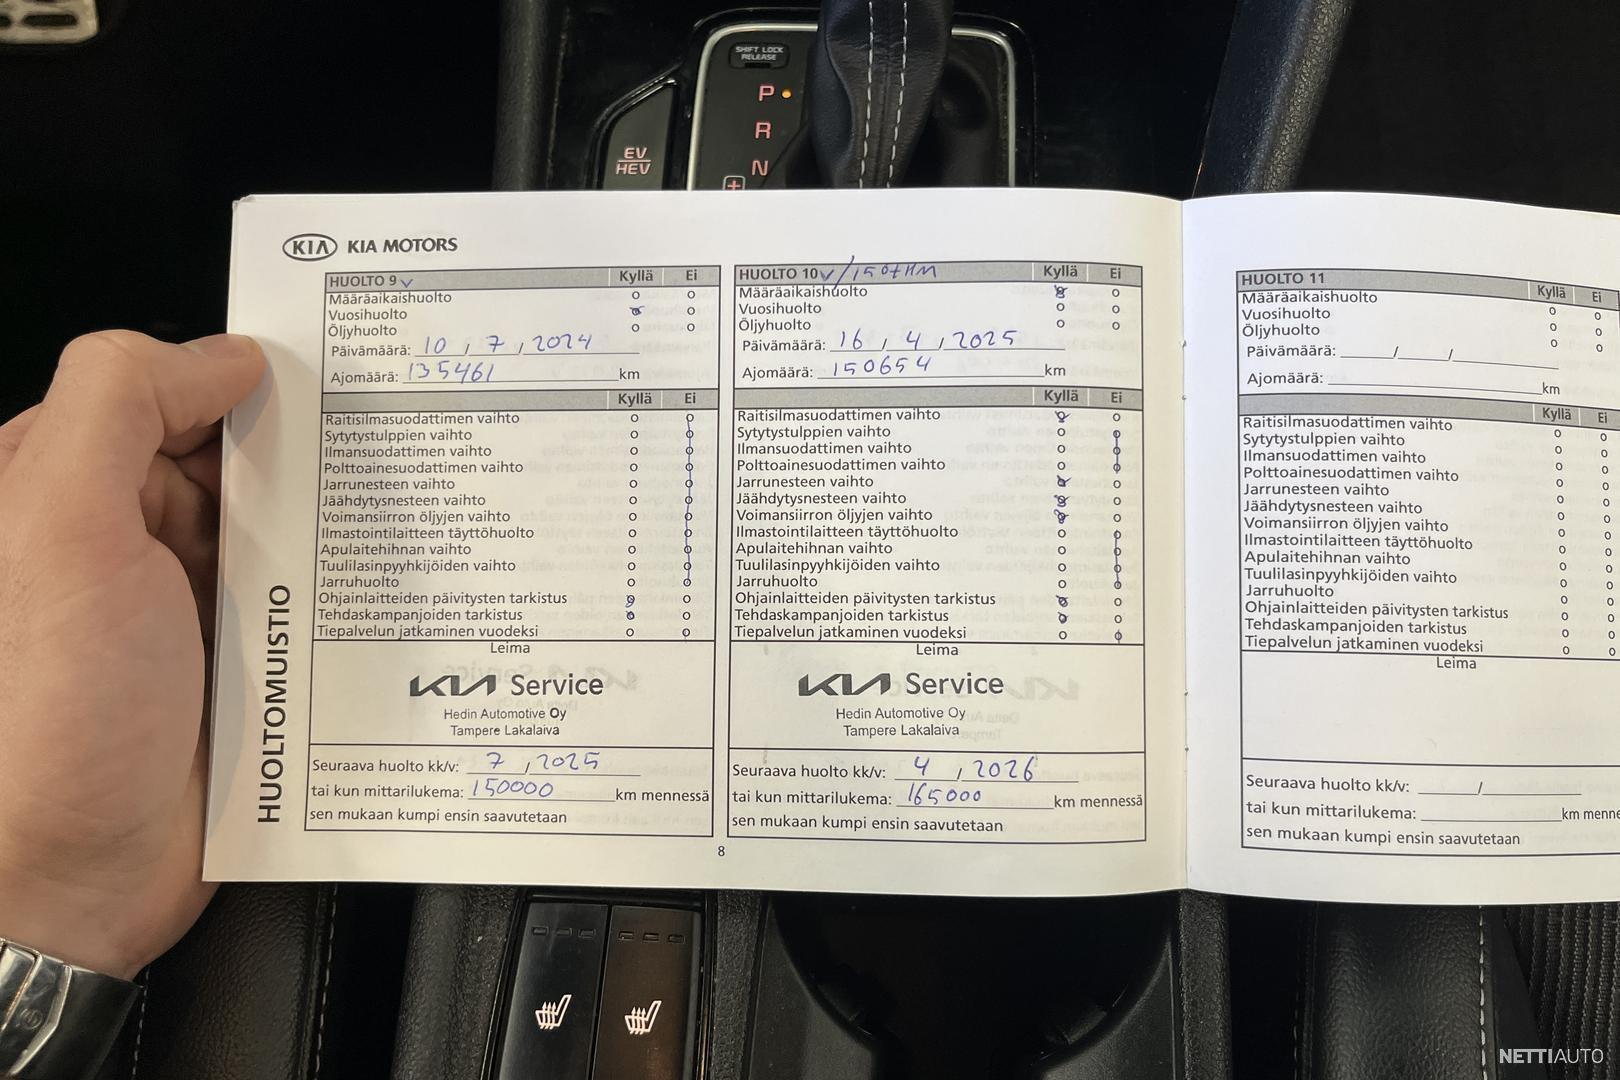 SHIFT LOCK
RELEASE
P
R
N
EV
HEV
KIA KIA MOTORS
HUOLTOMUISTIO
HUOLTO 9 Kyllä Ei
Määräaikaishuolto
Vuosihuolto
Öljyhuolto
Päivämäärä: 10 , 7 , 2024
Ajomäärä: 135461 km
Kyllä Ei
Raitisilmasuodattimen vaihto
Sytytystulppien vaihto
Ilmansuodattimen vaihto
Polttoainesuodattimen vaihto
Jarrunesteen vaihto
Jäähdytysnesteen vaihto
Voimansiirron öljyjen vaihto
Ilmastointilaitteen täyttöhuolto
Apulaitehihnan vaihto
Tuulilasinpyyhkijöiden vaihto
Jarruhuolto
Ohjainlaitteiden päivitysten tarkistus
Tehdaskampanjoiden tarkistus
Tiepalvelun jatkaminen vuodeksi
Leima
KIA Service
Hedin Automotive Oy
Tampere Lakalaiva
Seuraava huolto kk/v: 7 , 2025
tai kun mittarilukema: 150000 km mennessä
sen mukaan kumpi ensin saavutetaan
HUOLTO 10 / 150tKM Kyllä Ei
Määräaikaishuolto
Vuosihuolto
Öljyhuolto
Päivämäärä: 16 , 4 , 2025
Ajomäärä: 150654 km
Kyllä Ei
Raitisilmasuodattimen vaihto
Sytytystulppien vaihto
Ilmansuodattimen vaihto
Polttoainesuodattimen vaihto
Jarrunesteen vaihto
Jäähdytysnesteen vaihto
Voimansiirron öljyjen vaihto
Ilmastointilaitteen täyttöhuolto
Apulaitehihnan vaihto
Tuulilasinpyyhkijöiden vaihto
Jarruhuolto
Ohjainlaitteiden päivitysten tarkistus
Tehdaskampanjoiden tarkistus
Tiepalvelun jatkaminen vuodeksi
Leima
KIA Service
Hedin Automotive Oy
Tampere Lakalaiva
Seuraava huolto kk/v: 4 , 2026
tai kun mittarilukema: 165000 km mennessä
sen mukaan kumpi ensin saavutetaan
8
HUOLTO 11 Kyllä Ei
Määräaikaishuolto
Vuosihuolto
Öljyhuolto
Päivämäärä: / /
Ajomäärä: km
Kyllä Ei
Raitisilmasuodattimen vaihto
Sytytystulppien vaihto
Ilmansuodattimen vaihto
Polttoainesuodattimen vaihto
Jarrunesteen vaihto
Jäähdytysnesteen vaihto
Voimansiirron öljyjen vaihto
Ilmastointilaitteen täyttöhuolto
Apulaitehihnan vaihto
Tuulilasinpyyhkijöiden vaihto
Jarruhuolto
Ohjainlaitteiden päivitysten tarkistus
Tehdaskampanjoiden tarkistus
Tiepalvelun jatkaminen vuodeksi
Leima
Seuraava huolto kk/v: /
tai kun mittarilukema: km menne
sen mukaan kumpi ensin saavutetaan
NETTIAUTO